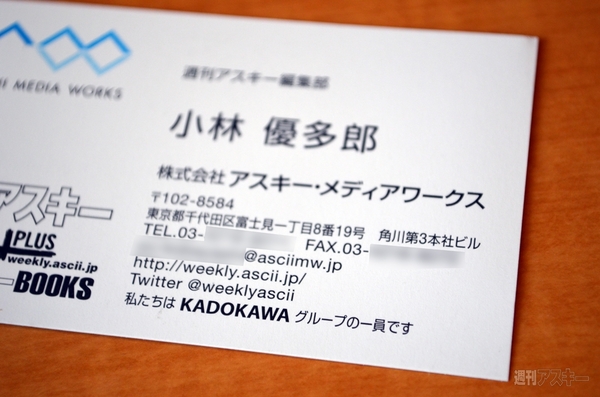 MEDIA WORKS
週刊アスキー編集部
小林 優多郎
株式会社 アスキー・メディアワークス
〒102-8584
東京都千代田区富士見一丁目8番19号 角川第3本社ビル
TEL.03- FAX.03-
@asciimw.jp
http://weekly.ascii.jp/
Twitter @weeklyascii
私たちは KADOKAWA グループの一員です
アスキー
PLUS
weekly.ascii.jp
BOOKS
週刊アスキー